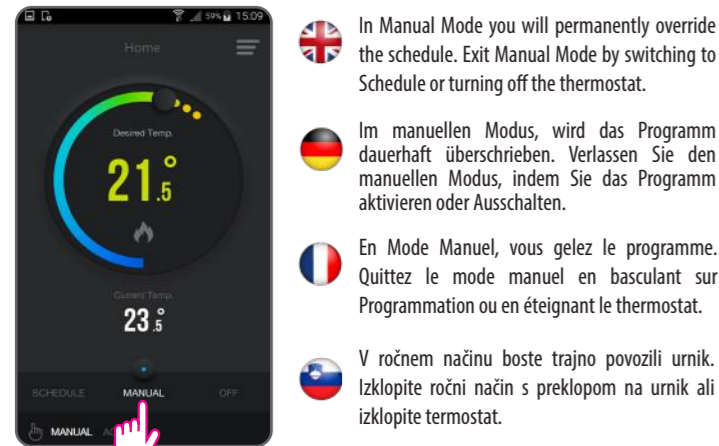 59% 15:09
Home
Desired Temp.
21.5°
Current Temp.
23.5°
SCHEDULE MANUAL OFF
MANUAL
In Manual Mode you will permanently override
the schedule. Exit Manual Mode by switching to
Schedule or turning off the thermostat.
Im manuellen Modus, wird das Programm
dauerhaft überschrieben. Verlassen Sie den
manuellen Modus, indem Sie das Programm
aktivieren oder Ausschalten.
En Mode Manuel, vous gelez le programme.
Quittez le mode manuel en basculant sur
Programmation ou en éteignant le thermostat.
V ročnem načinu boste trajno povozili urnik.
Izklopite ročni način s preklopom na urnik ali
izklopite termostat.